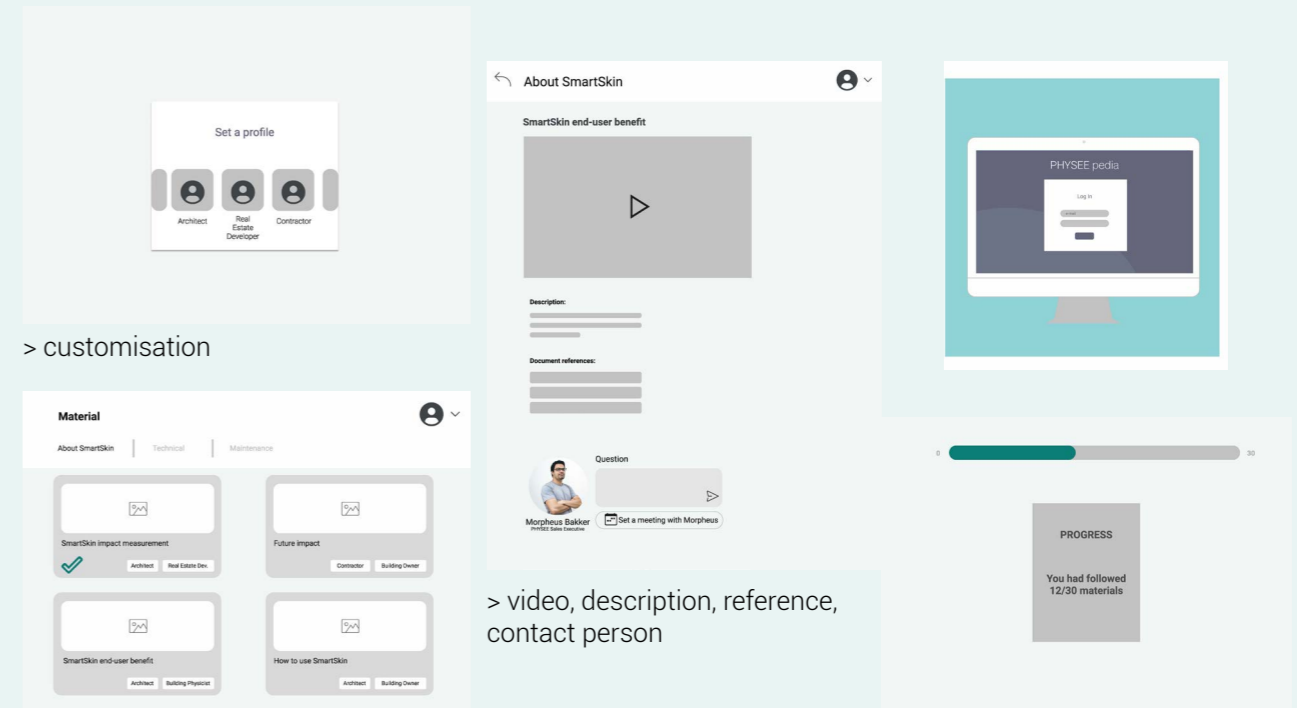 Set a profile
Architect
Real
Estate
Developer
Contractor
> customisation
Material
About SmartSkin
Technical
Maintenance
SmartSkin impact measurement
Architect
Real Estate Dev.
Future impact
Contractor
Building Owner
SmartSkin end-user benefit
Architect
Building Physicist
How to use SmartSkin
Architect
Building Owner
About SmartSkin
SmartSkin end-user benefit
Description:
Document references:
Question
Morpheus Bakker
PHYSEE Sales Executive
Set a meeting with Morpheus
> video, description, reference,
contact person
PHYSEE pedia
Log in
0
30
PROGRESS
You had followed
12/30 materials